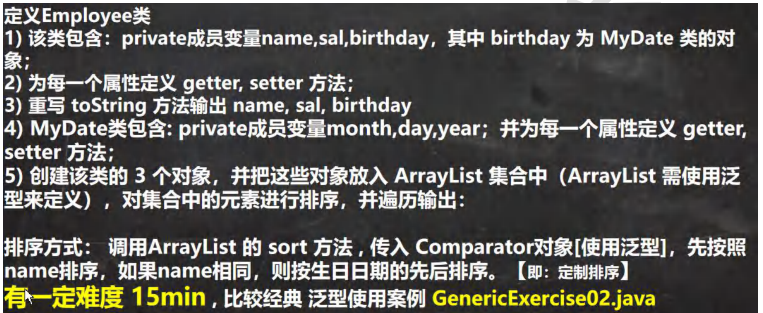 定义Employee类
1) 该类包含：private成员变量name,sal,birthday，其中 birthday 为 MyDate 类的对
象；
2) 为每一个属性定义 getter, setter 方法；
3) 重写 toString 方法输出 name, sal, birthday
4) MyDate类包含: private成员变量month,day,year；并为每一个属性定义 getter,
setter 方法；
5) 创建该类的 3 个对象，并把这些对象放入 ArrayList 集合中（ArrayList 需使用泛
型来定义），对集合中的元素进行排序，并遍历输出：
排序方式： 调用ArrayList 的 sort 方法 , 传入 Comparator对象[使用泛型]，先按照
name排序，如果name相同，则按生日日期的先后排序。【即：定制排序】
有一定难度 15min , 比较经典 泛型使用案例 GenericExercise02.java